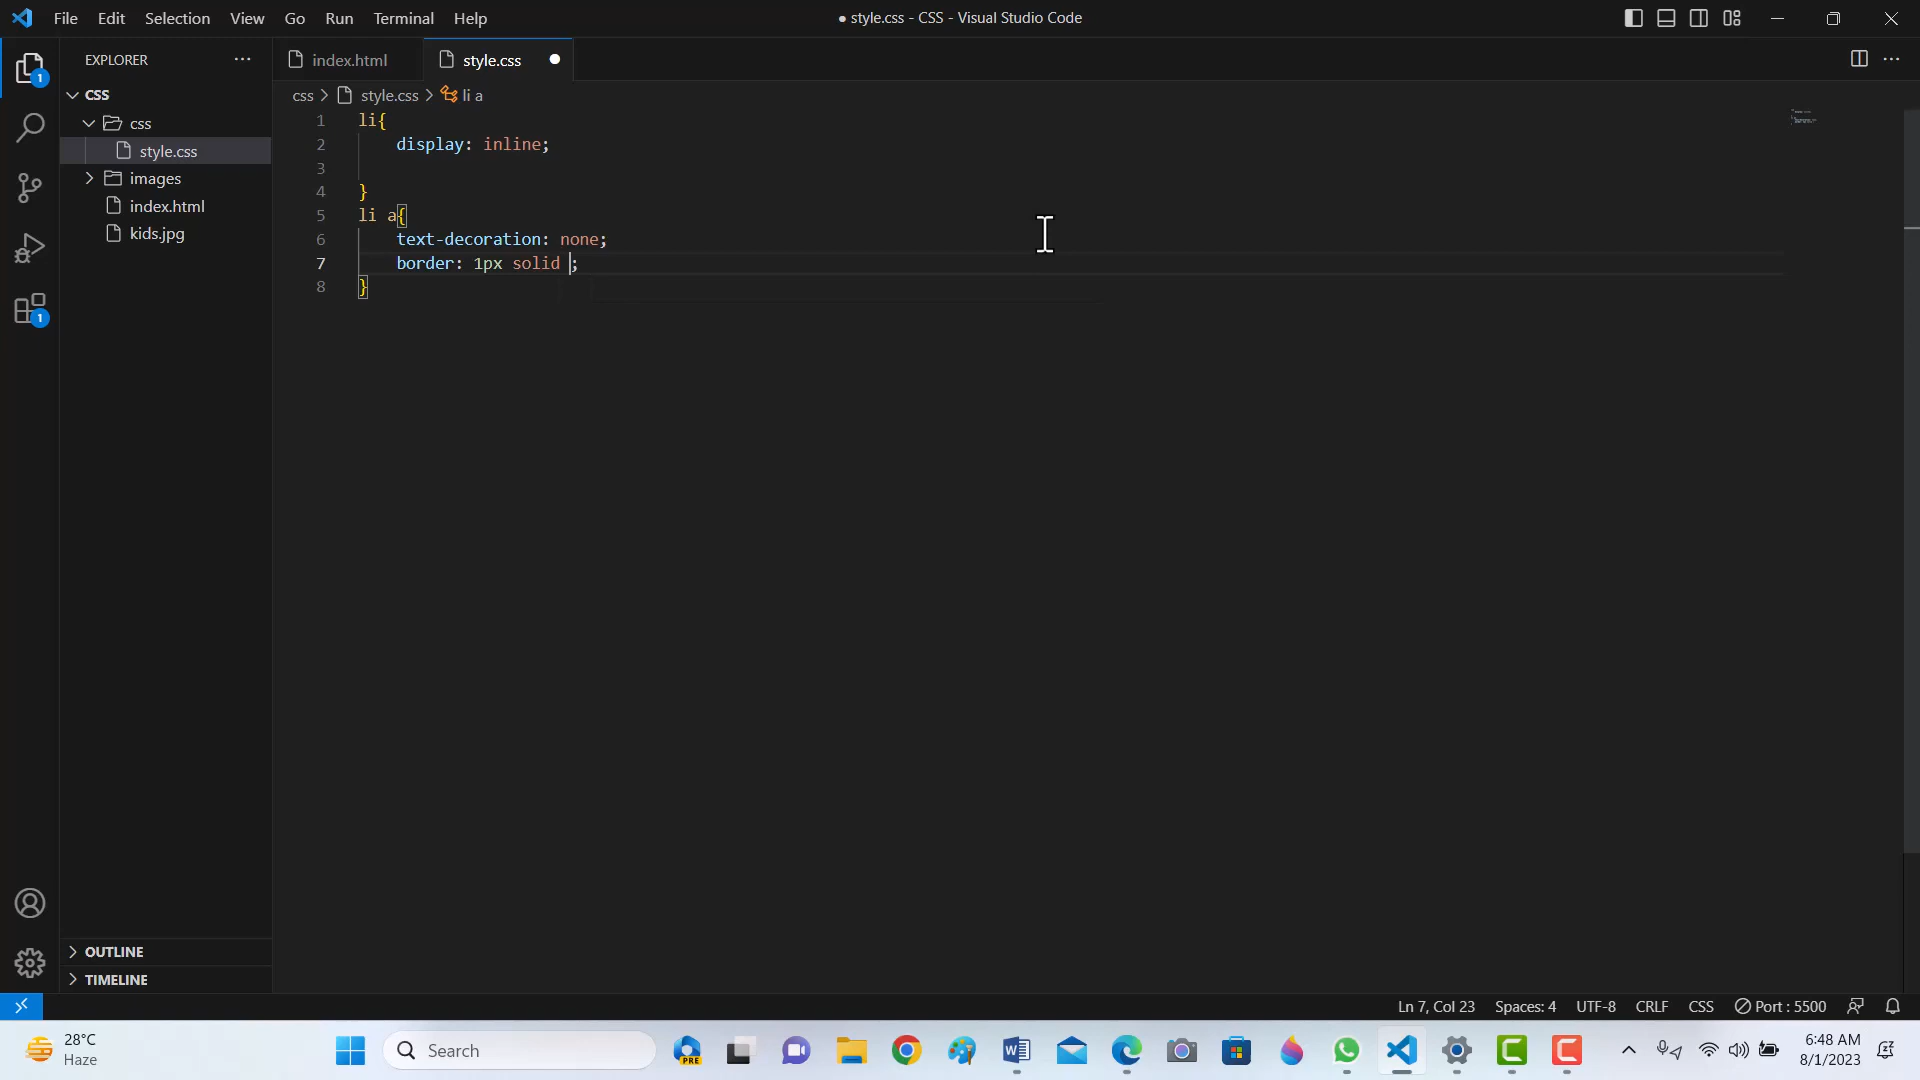 File Edit Selection View Go Run Terminal Help
● style.css - CSS - Visual Studio Code
EXPLORER
CSS
css
style.css
images
index.html
kids.jpg
OUTLINE
TIMELINE
1
1
index.html
style.css
css > style.css > li a
1 li{
2 display: inline;
3
4 }
5 li a{
6 text-decoration: none;
7 border: 1px solid ;
8 }
Ln 7, Col 23 Spaces: 4 UTF-8 CRLF CSS Port : 5500
28°C
Haze
Search
PRE
6:48 AM
8/1/2023